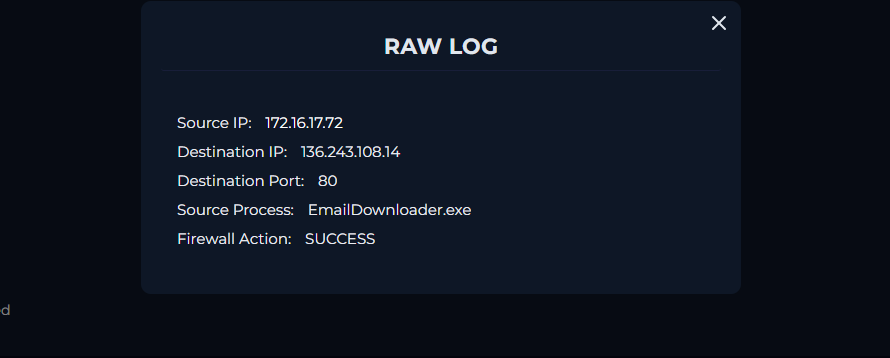 RAW LOG
Source IP: 172.16.17.72
Destination IP: 136.243.108.14
Destination Port: 80
Source Process: EmailDownloader.exe
Firewall Action: SUCCESS